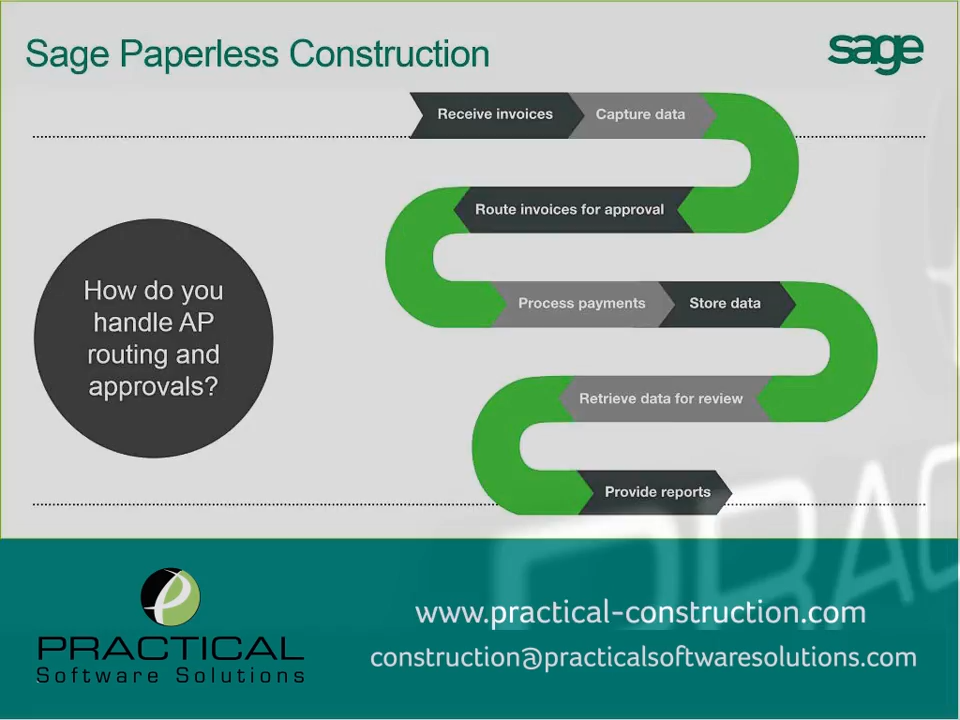 Sage Paperless Construction
sage
Receive invoices
Capture data
Route invoices for approval
Process payments
Store data
Retrieve data for review
Provide reports
How do you
handle AP
routing and
approvals?
PRACTICAL
Software Solutions
www.practical-construction.com
construction@practicalsoftwaresolutions.com